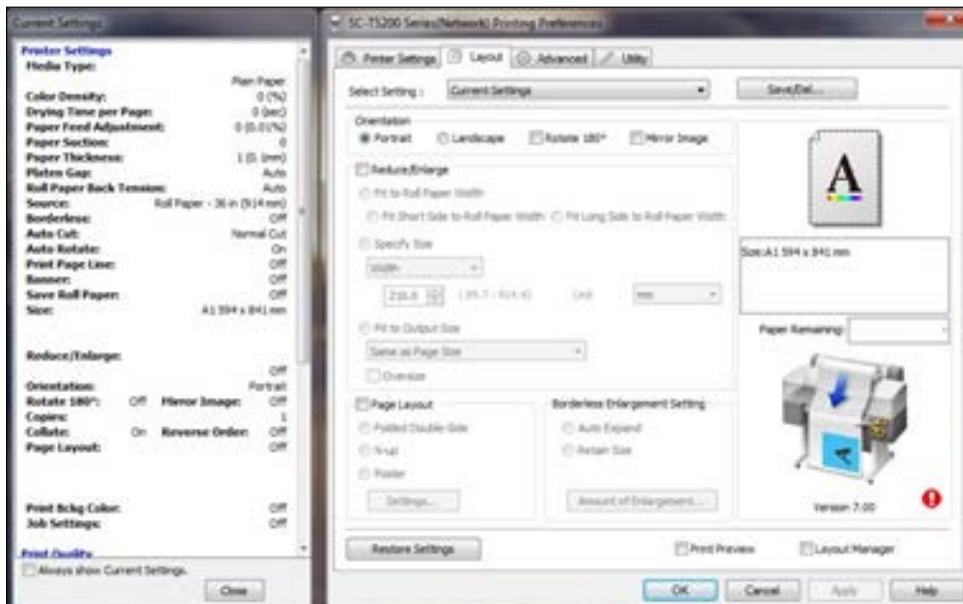 Current Settings
Printer Settings
Media Type:
Plain Paper
Color Density: 0 (%)
Drying Time per Page: 0 (sec)
Paper Feed Adjustment: 0 (0.01%)
Paper Suction: 0
Paper Thickness: 1 (0.1mm)
Platen Gap: Auto
Roll Paper Back Tension: Auto
Source: Roll Paper - 36 in (914 mm)
Borderless: Off
Auto Cut: Normal Cut
Auto Rotate: On
Print Page Line: Off
Banner: Off
Save Roll Paper: Off
Size: A1 594 x 841 mm
Reduce/Enlarge:
Off
Orientation: Portrait
Rotate 180°: Off Mirror Image: Off
Copies: 1
Collate: On Reverse Order: Off
Page Layout: Off
Print Bckg Color: Off
Job Settings: Off
Print Quality
Always show Current Settings.
Close
SC-T5200 Series(Network) Printing Preferences
Printer Settings Layout Advanced Utility
Select Setting : Current Settings Save/Del...
Orientation
Portrait Landscape Rotate 180° Mirror Image
A
Reduce/Enlarge
Fit to Roll Paper Width
Fit Short Side to Roll Paper Width Fit Long Side to Roll Paper Width
Specify Size
Width
210.0 Unit mm
Fit to Output Size
Same as Page Size
Oversize
Size:A1 594 x 841 mm
Paper Remaining:
Page Layout
Folded Double-Side
N-up
Poster
Settings...
Borderless Enlargement Setting
Auto Expand
Retain Size
Amount of Enlargement...
A
Version 7.00
Restore Settings Print Preview Layout Manager
OK Cancel Apply Help